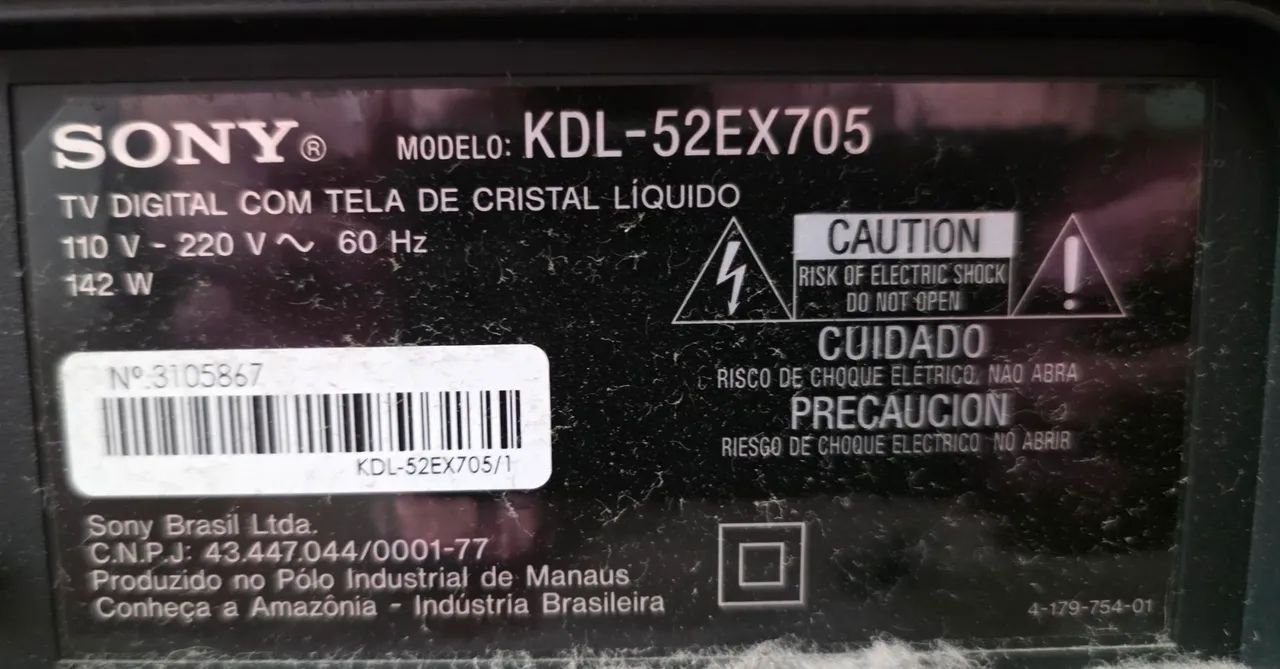 SONY® MODELO: KDL-52EX705
TV DIGITAL COM TELA DE CRISTAL LÍQUIDO
110 V - 220 V ~ 60 Hz
142 W
CAUTION
RISK OF ELECTRIC SHOCK
DO NOT OPEN
CUIDADO
RISCO DE CHOQUE ELÉTRICO. NÃO ABRA
PRECAUCION
RIESGO DE CHOQUE ELECTRICO. NO ABRIR
Nº.3105867
KDL-52EX705/1
Sony Brasil Ltda.
C.N.P.J: 43.447.044/0001-77
Produzido no Pólo Industrial de Manaus
Conheça a Amazônia - Indústria Brasileira
4-179-754-01